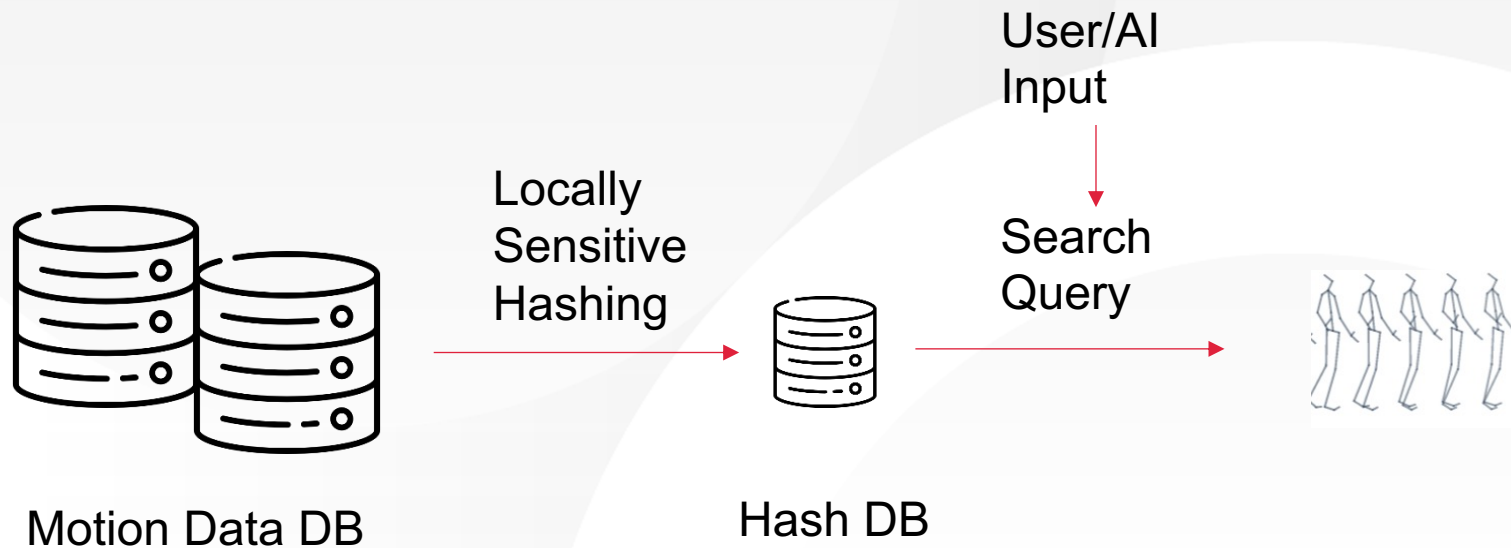 User/AI
Input
Locally
Sensitive
Hashing
Search
Query
Motion Data DB
Hash DB